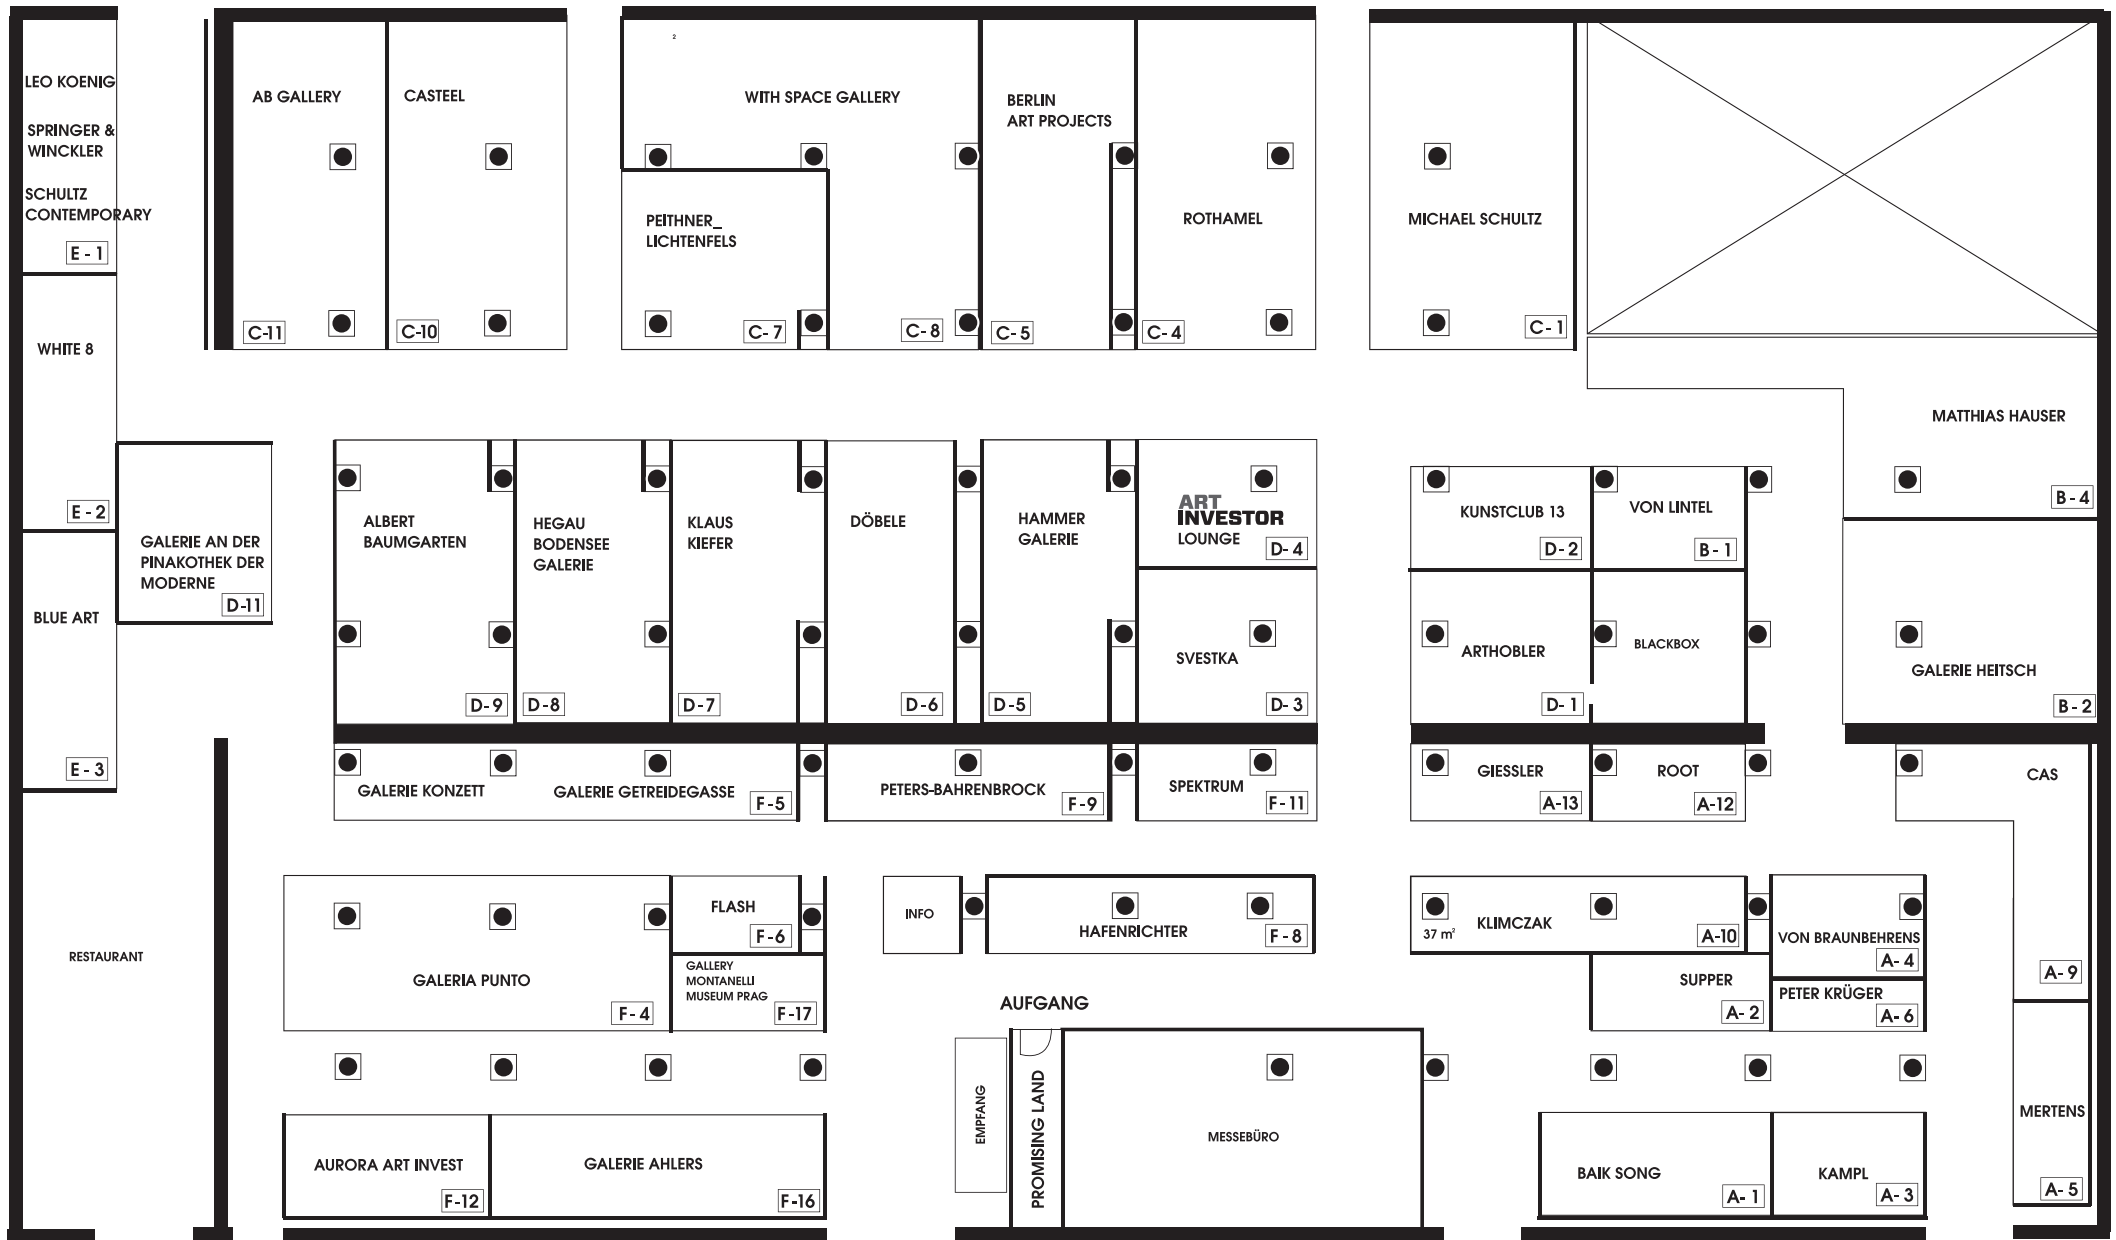 LEO KOENIG
SPRINGER &
WINCKLER
SCHULTZ
CONTEMPORARY
E - 1
WHITE 8
E - 2
BLUE ART
E - 3
RESTAURANT
AB GALLERY
C-11
CASTEEL
C-10
2
WITH SPACE GALLERY
C- 8
PEITHNER_
LICHTENFELS
C- 7
BERLIN
ART PROJECTS
C- 5
ROTHAMEL
C- 4
MICHAEL SCHULTZ
C- 1
MATTHIAS HAUSER
B- 4
GALERIE HEITSCH
B- 2
GALERIE AN DER
PINAKOTHEK DER
MODERNE
D-11
ALBERT
BAUMGARTEN
D- 9
HEGAU
BODENSEE
GALERIE
D- 8
KLAUS
KIEFER
D- 7
DÖBELE
D- 6
HAMMER
GALERIE
D- 5
ART
INVESTOR
LOUNGE
D- 4
SVESTKA
D- 3
KUNSTCLUB 13
D- 2
VON LINTEL
B- 1
ARTHOBLER
D- 1
BLACKBOX
GALERIE KONZETT
GALERIE GETREIDEGASSE
F- 5
PETERS-BAHRENBROCK
F- 9
SPEKTRUM
F- 11
GIESSLER
A-13
ROOT
A-12
CAS
A- 9
GALERIA PUNTO
F- 4
FLASH
F- 6
GALLERY
MONTANELLI
MUSEUM PRAG
F-17
INFO
HAFENRICHTER
F- 8
KLIMCZAK
37 m²
A-10
VON BRAUNBEHRENS
A- 4
SUPPER
A- 2
PETER KRÜGER
A- 6
AUFGANG
EMPFANG
PROMISING LAND
MESSEBÜRO
AURORA ART INVEST
F-12
GALERIE AHLERS
F-16
BAIK SONG
A- 1
KAMPL
A- 3
MERTENS
A- 5